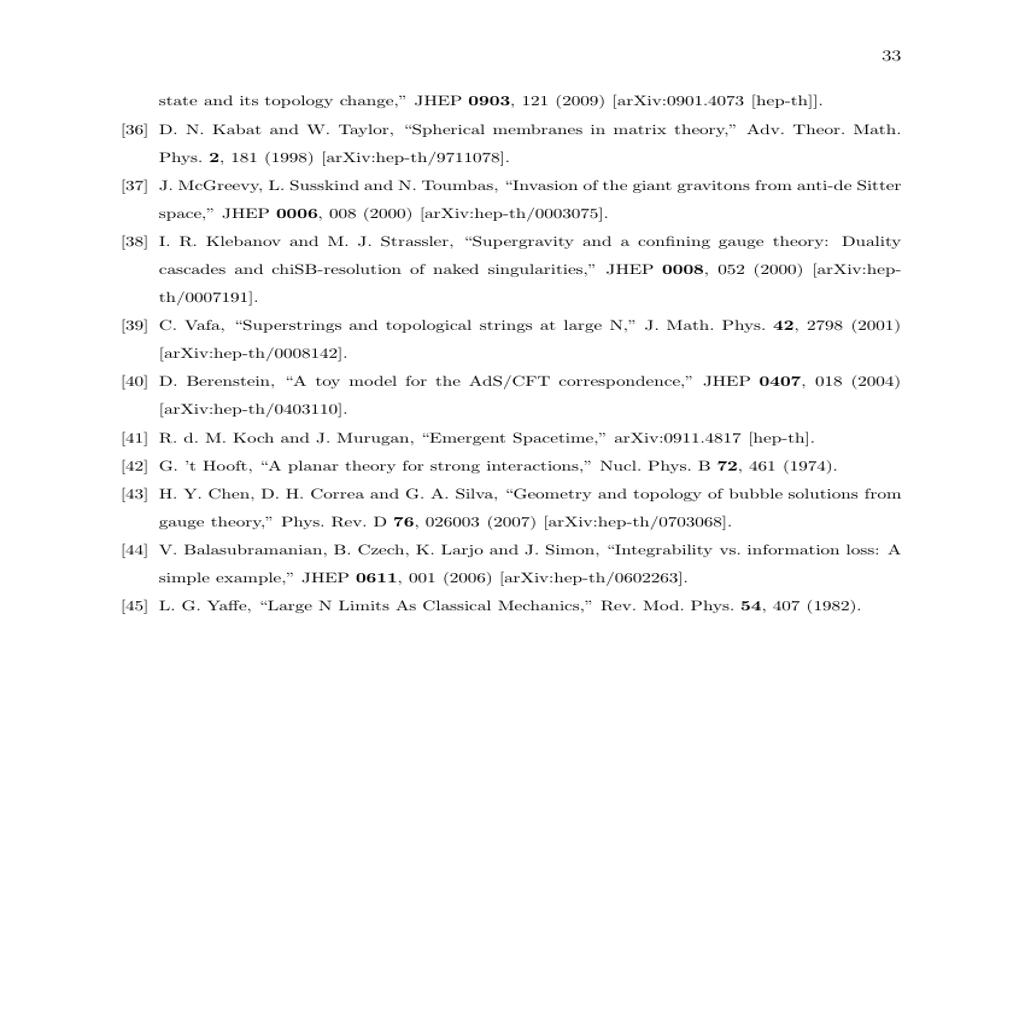 33
state and its topology change,” JHEP 0903, 121 (2009) [arXiv:0901.4073 [hep-th]].
[36] D. N. Kabat and W. Taylor, “Spherical membranes in matrix theory,” Adv. Theor. Math.
Phys. 2, 181 (1998) [arXiv:hep-th/9711078].
[37] J. McGreevy, L. Susskind and N. Toumbas, “Invasion of the giant gravitons from anti-de Sitter
space,” JHEP 0006, 008 (2000) [arXiv:hep-th/0003075].
[38] I. R. Klebanov and M. J. Strassler, “Supergravity and a confining gauge theory: Duality
cascades and chiSB-resolution of naked singularities,” JHEP 0008, 052 (2000) [arXiv:hep-
th/0007191].
[39] C. Vafa, “Superstrings and topological strings at large N,” J. Math. Phys. 42, 2798 (2001)
[arXiv:hep-th/0008142].
[40] D. Berenstein, “A toy model for the AdS/CFT correspondence,” JHEP 0407, 018 (2004)
[arXiv:hep-th/0403110].
[41] R. d. M. Koch and J. Murugan, “Emergent Spacetime,” arXiv:0911.4817 [hep-th].
[42] G. ’t Hooft, “A planar theory for strong interactions,” Nucl. Phys. B 72, 461 (1974).
[43] H. Y. Chen, D. H. Correa and G. A. Silva, “Geometry and topology of bubble solutions from
gauge theory,” Phys. Rev. D 76, 026003 (2007) [arXiv:hep-th/0703068].
[44] V. Balasubramanian, B. Czech, K. Larjo and J. Simon, “Integrability vs. information loss: A
simple example,” JHEP 0611, 001 (2006) [arXiv:hep-th/0602263].
[45] L. G. Yaffe, “Large N Limits As Classical Mechanics,” Rev. Mod. Phys. 54, 407 (1982).